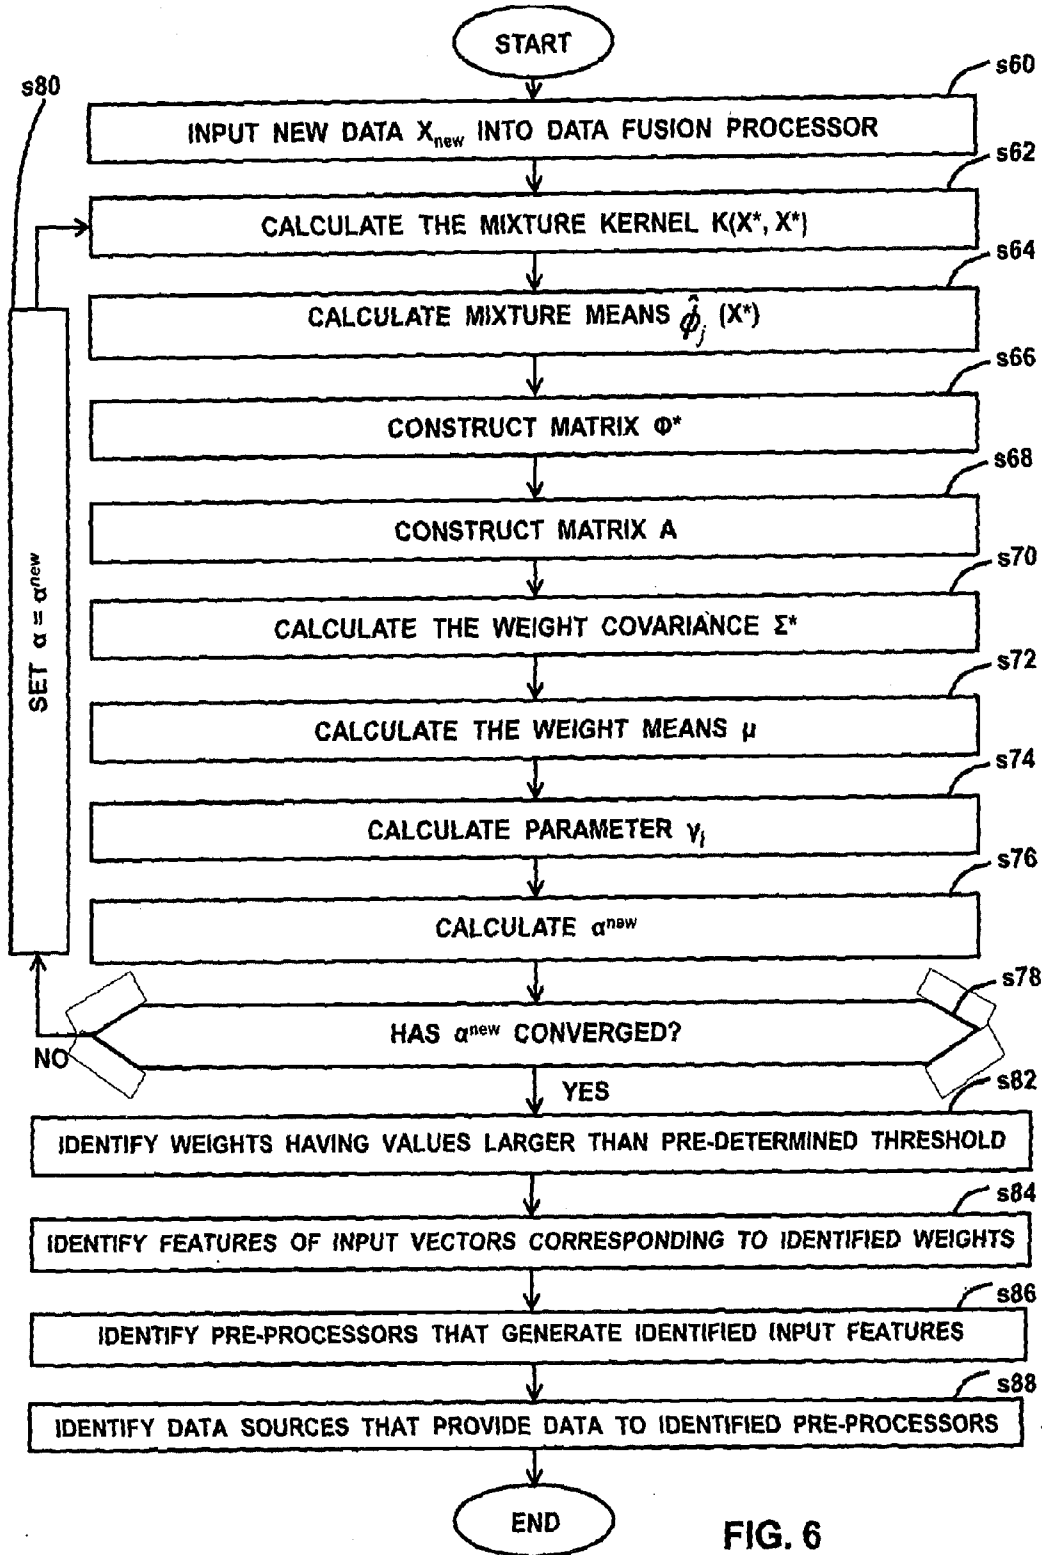 START
s60
s80
INPUT NEW DATA Xnew INTO DATA FUSION PROCESSOR
s62
CALCULATE THE MIXTURE KERNEL K(X*, X*)
s64
CALCULATE MIXTURE MEANS ϕ̂j (X*)
s66
CONSTRUCT MATRIX Φ*
s68
CONSTRUCT MATRIX A
s70
CALCULATE THE WEIGHT COVARIANCE Σ*
s72
SET α = αnew
CALCULATE THE WEIGHT MEANS μ
s74
CALCULATE PARAMETER γi
s76
CALCULATE αnew
s78
HAS αnew CONVERGED?
NO
YES
s82
IDENTIFY WEIGHTS HAVING VALUES LARGER THAN PRE-DETERMINED THRESHOLD
s84
IDENTIFY FEATURES OF INPUT VECTORS CORRESPONDING TO IDENTIFIED WEIGHTS
s86
IDENTIFY PRE-PROCESSORS THAT GENERATE IDENTIFIED INPUT FEATURES
s88
IDENTIFY DATA SOURCES THAT PROVIDE DATA TO IDENTIFIED PRE-PROCESSORS
END
FIG. 6